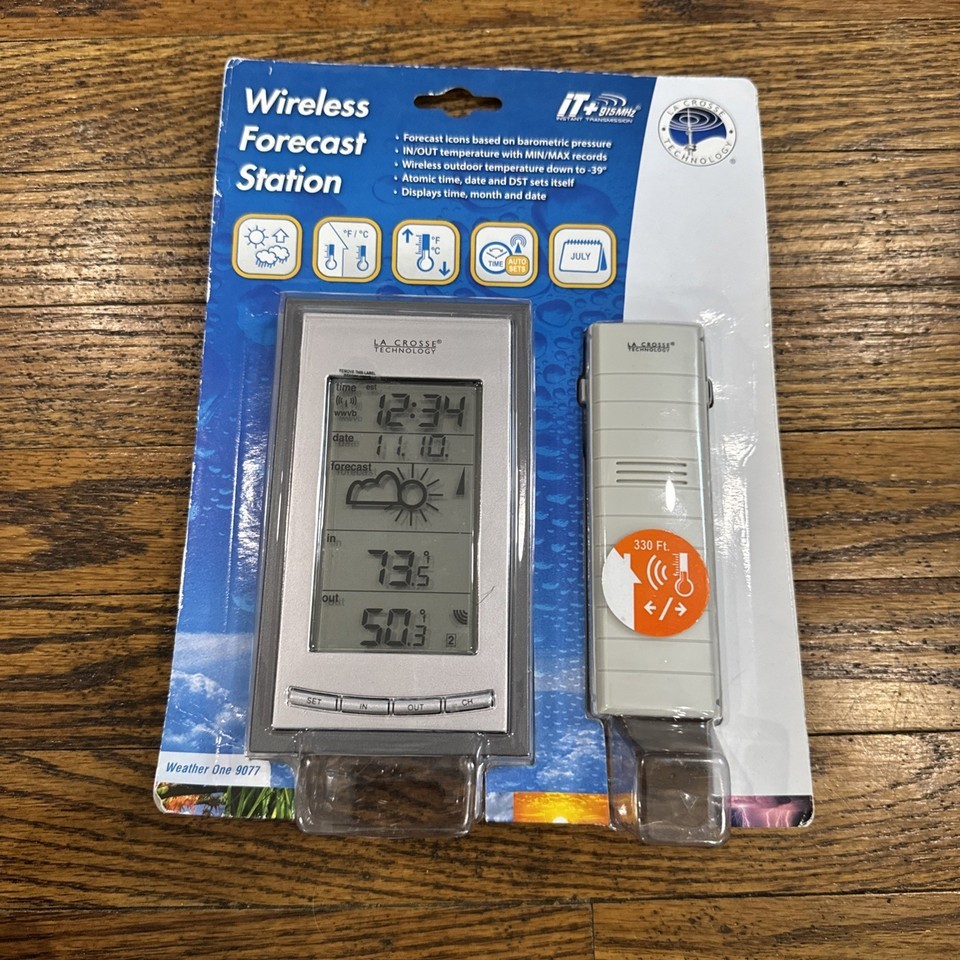 Wireless
Forecast
Station
IT+ 915MHz
INSTANT TRANSMISSION
LA CROSSE TECHNOLOGY®
• Forecast icons based on barometric pressure
• IN/OUT temperature with MIN/MAX records
• Wireless outdoor temperature down to -39°
• Atomic time, date and DST sets itself
• Displays time, month and date
°F / °C
°F
°C
TIME
AUTO
SETS
JULY
LA CROSSE®
TECHNOLOGY
time est
wwvb
12:34
date
11.10.
forecast
in
73.5
out
50.3
2
SET
IN
OUT
CH
LA CROSSE®
TECHNOLOGY
330 Ft.
Weather One 9077